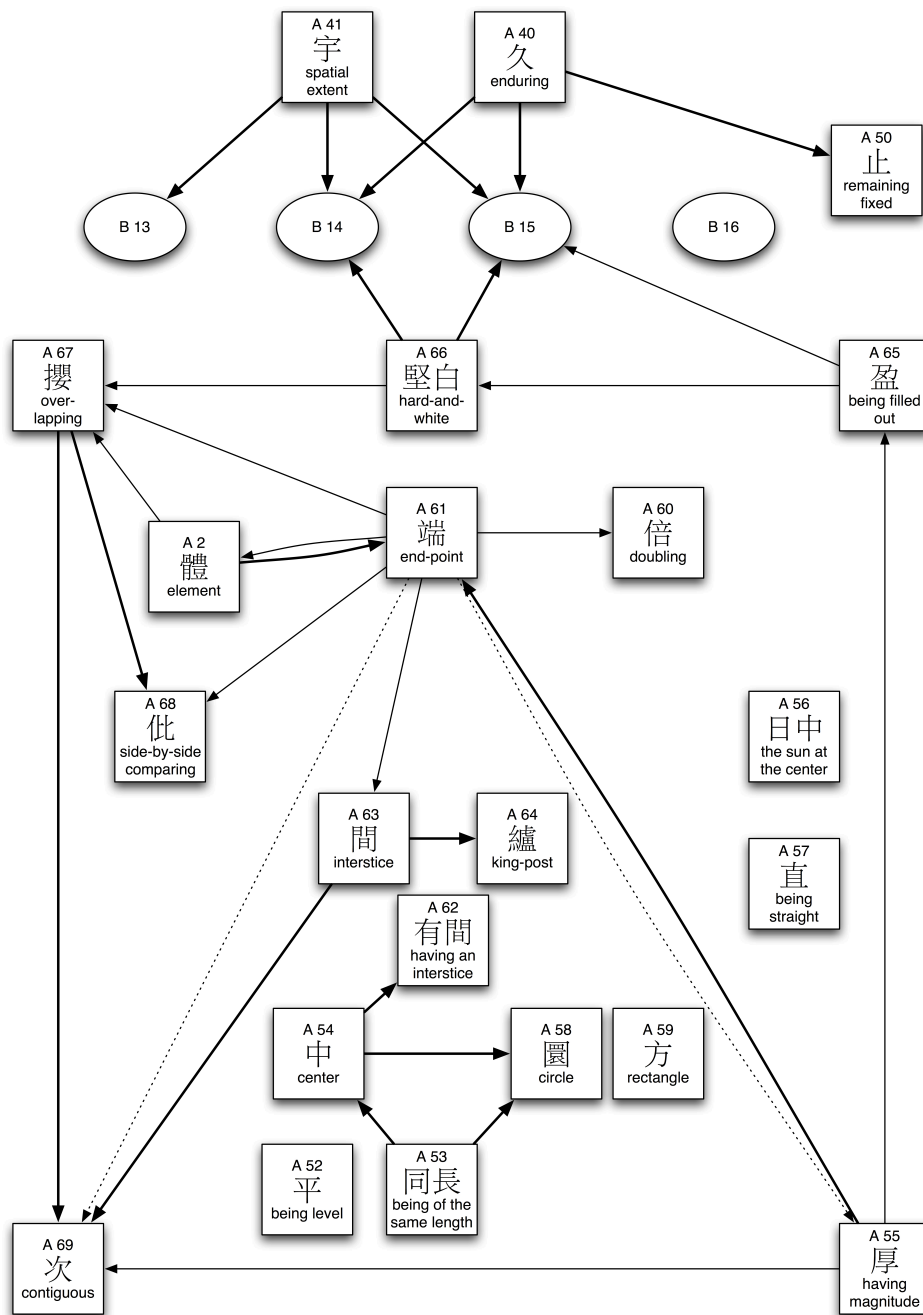 A 41
宇
spatial
extent
A 40
久
enduring
A 50
止
remaining
fixed
B 13
B 14
B 15
B 16
A 67
攖
over-
lapping
A 66
堅白
hard-and-
white
A 65
盈
being filled
out
A 61
端
end-point
A 60
倍
doubling
A 2
體
element
A 68
仳
side-by-side
comparing
A 56
日中
the sun at
the center
A 63
間
interstice
A 64
纑
king-post
A 57
直
being
straight
A 62
有間
having an
interstice
A 54
中
center
A 58
圜
circle
A 59
方
rectangle
A 52
平
being level
A 53
同長
being of the
same length
A 69
次
contiguous
A 55
厚
having
magnitude